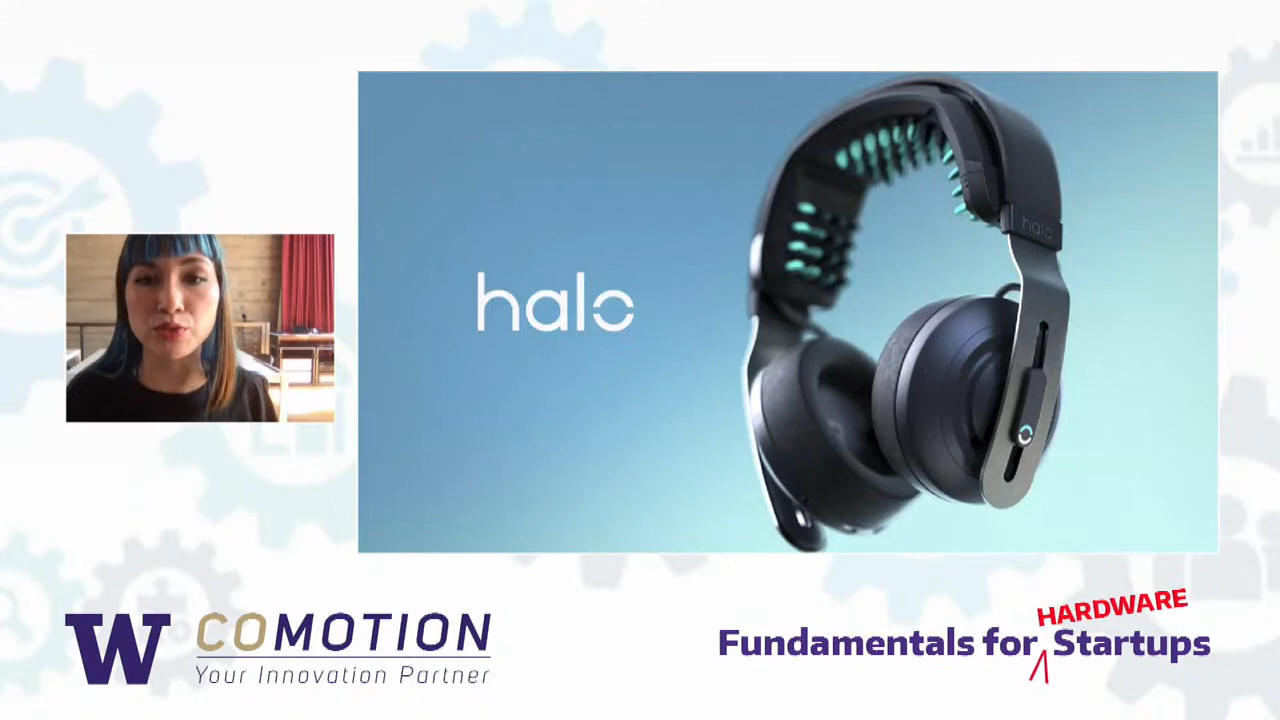 halo
halo
W COMOTION
Your Innovation Partner
HARDWARE
Fundamentals for Startups